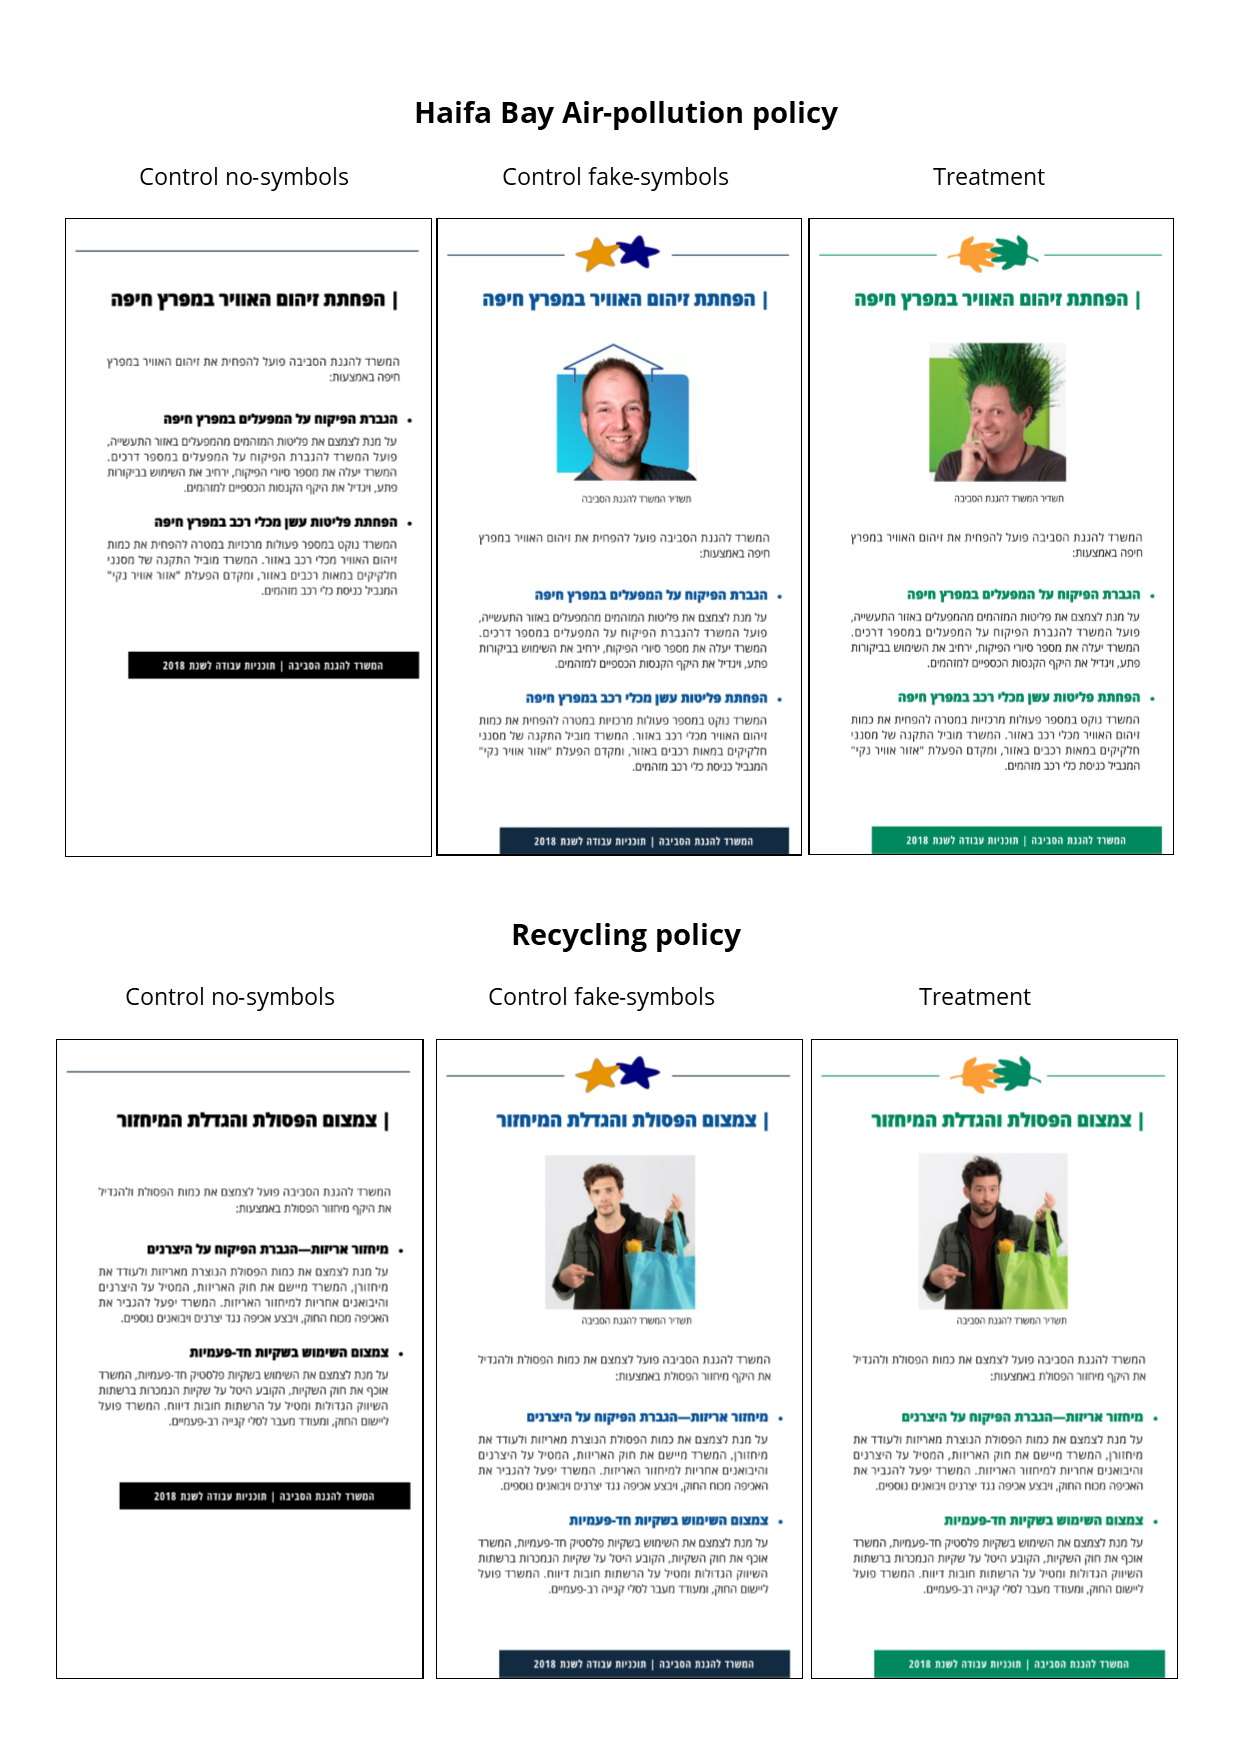 Haifa Bay Air-pollution policy
Control no-symbols
Control fake-symbols
Treatment
| הפחתת זיהום האוויר במפרץ חיפה
המשרד להגנת הסביבה פועל להפחית את זיהום האוויר במפרץ
חיפה באמצעות:
• הגברת הפיקוח על המפעלים במפרץ חיפה
על מנת לצמצם את פליטות המזהמים מהמפעלים באזור התעשייה,
פועל המשרד להגברת הפיקוח על המפעלים במספר דרכים.
המשרד יעלה את מספר סיורי הפיקוח, ירחיב את השימוש בביקורות
פתע, ויגדיל את היקף הקנסות הכספיים למזהמים.
• הפחתת פליטות עשן מכלי רכב במפרץ חיפה
המשרד נוקט במספר פעולות מרכזיות במטרה להפחית את כמות
זיהום האוויר מכלי רכב באזור. המשרד מוביל התקנה של מסנני
חלקיקים במאות רכבים באזור, ומקדם הפעלת "אזור אוויר נקי"
המגביל כניסת כלי רכב מזהמים.
המשרד להגנת הסביבה | תוכניות עבודה לשנת 2018
| הפחתת זיהום האוויר במפרץ חיפה
תשדיר המשרד להגנת הסביבה
המשרד להגנת הסביבה פועל להפחית את זיהום האוויר במפרץ
חיפה באמצעות:
• הגברת הפיקוח על המפעלים במפרץ חיפה
על מנת לצמצם את פליטות המזהמים מהמפעלים באזור התעשייה,
פועל המשרד להגברת הפיקוח על המפעלים במספר דרכים.
המשרד יעלה את מספר סיורי הפיקוח, ירחיב את השימוש בביקורות
פתע, ויגדיל את היקף הקנסות הכספיים למזהמים.
• הפחתת פליטות עשן מכלי רכב במפרץ חיפה
המשרד נוקט במספר פעולות מרכזיות במטרה להפחית את כמות
זיהום האוויר מכלי רכב באזור. המשרד מוביל התקנה של מסנני
חלקיקים במאות רכבים באזור, ומקדם הפעלת "אזור אוויר נקי"
המגביל כניסת כלי רכב מזהמים.
המשרד להגנת הסביבה | תוכניות עבודה לשנת 2018
| הפחתת זיהום האוויר במפרץ חיפה
תשדיר המשרד להגנת הסביבה
המשרד להגנת הסביבה פועל להפחית את זיהום האוויר במפרץ
חיפה באמצעות:
• הגברת הפיקוח על המפעלים במפרץ חיפה
על מנת לצמצם את פליטות המזהמים מהמפעלים באזור התעשייה,
פועל המשרד להגברת הפיקוח על המפעלים במספר דרכים.
המשרד יעלה את מספר סיורי הפיקוח, ירחיב את השימוש בביקורות
פתע, ויגדיל את היקף הקנסות הכספיים למזהמים.
• הפחתת פליטות עשן מכלי רכב במפרץ חיפה
המשרד נוקט במספר פעולות מרכזיות במטרה להפחית את כמות
זיהום האוויר מכלי רכב באזור. המשרד מוביל התקנה של מסנני
חלקיקים במאות רכבים באזור, ומקדם הפעלת "אזור אוויר נקי"
המגביל כניסת כלי רכב מזהמים.
המשרד להגנת הסביבה | תוכניות עבודה לשנת 2018
Recycling policy
Control no-symbols
Control fake-symbols
Treatment
| צמצום הפסולת והגדלת המיחזור
המשרד להגנת הסביבה פועל לצמצם את כמות הפסולת ולהגדיל
את היקף מיחזור הפסולת באמצעות:
• מיחזור אריזות—הגברת הפיקוח על היצרנים
על מנת לצמצם את כמות הפסולת הנוצרת מאריזות ולעודד את
מיחזורן, המשרד מיישם את חוק האריזות, המטיל על היצרנים
והיבואנים אחריות למיחזור האריזות. המשרד יפעל להגביר את
האכיפה מכוח החוק, ויבצע אכיפה נגד יצרנים ויבואנים נוספים.
• צמצום השימוש בשקיות חד-פעמיות
על מנת לצמצם את השימוש בשקיות פלסטיק חד-פעמיות, המשרד
אוכף את חוק השקיות, הקובע היטל על שקיות הנמכרות ברשתות
השיווק הגדולות ומטיל על הרשתות חובות דיווח. המשרד פועל
ליישום החוק, ומעודד מעבר לסלי קנייה רב-פעמיים.
המשרד להגנת הסביבה | תוכניות עבודה לשנת 2018
| צמצום הפסולת והגדלת המיחזור
תשדיר המשרד להגנת הסביבה
המשרד להגנת הסביבה פועל לצמצם את כמות הפסולת ולהגדיל
את היקף מיחזור הפסולת באמצעות:
• מיחזור אריזות—הגברת הפיקוח על היצרנים
על מנת לצמצם את כמות הפסולת הנוצרת מאריזות ולעודד את
מיחזורן, המשרד מיישם את חוק האריזות, המטיל על היצרנים
והיבואנים אחריות למיחזור האריזות. המשרד יפעל להגביר את
האכיפה מכוח החוק, ויבצע אכיפה נגד יצרנים ויבואנים נוספים.
• צמצום השימוש בשקיות חד-פעמיות
על מנת לצמצם את השימוש בשקיות פלסטיק חד-פעמיות, המשרד
אוכף את חוק השקיות, הקובע היטל על שקיות הנמכרות ברשתות
השיווק הגדולות ומטיל על הרשתות חובות דיווח. המשרד פועל
ליישום החוק, ומעודד מעבר לסלי קנייה רב-פעמיים.
המשרד להגנת הסביבה | תוכניות עבודה לשנת 2018
| צמצום הפסולת והגדלת המיחזור
תשדיר המשרד להגנת הסביבה
המשרד להגנת הסביבה פועל לצמצם את כמות הפסולת ולהגדיל
את היקף מיחזור הפסולת באמצעות:
• מיחזור אריזות—הגברת הפיקוח על היצרנים
על מנת לצמצם את כמות הפסולת הנוצרת מאריזות ולעודד את
מיחזורן, המשרד מיישם את חוק האריזות, המטיל על היצרנים
והיבואנים אחריות למיחזור האריזות. המשרד יפעל להגביר את
האכיפה מכוח החוק, ויבצע אכיפה נגד יצרנים ויבואנים נוספים.
• צמצום השימוש בשקיות חד-פעמיות
על מנת לצמצם את השימוש בשקיות פלסטיק חד-פעמיות, המשרד
אוכף את חוק השקיות, הקובע היטל על שקיות הנמכרות ברשתות
השיווק הגדולות ומטיל על הרשתות חובות דיווח. המשרד פועל
ליישום החוק, ומעודד מעבר לסלי קנייה רב-פעמיים.
המשרד להגנת הסביבה | תוכניות עבודה לשנת 2018